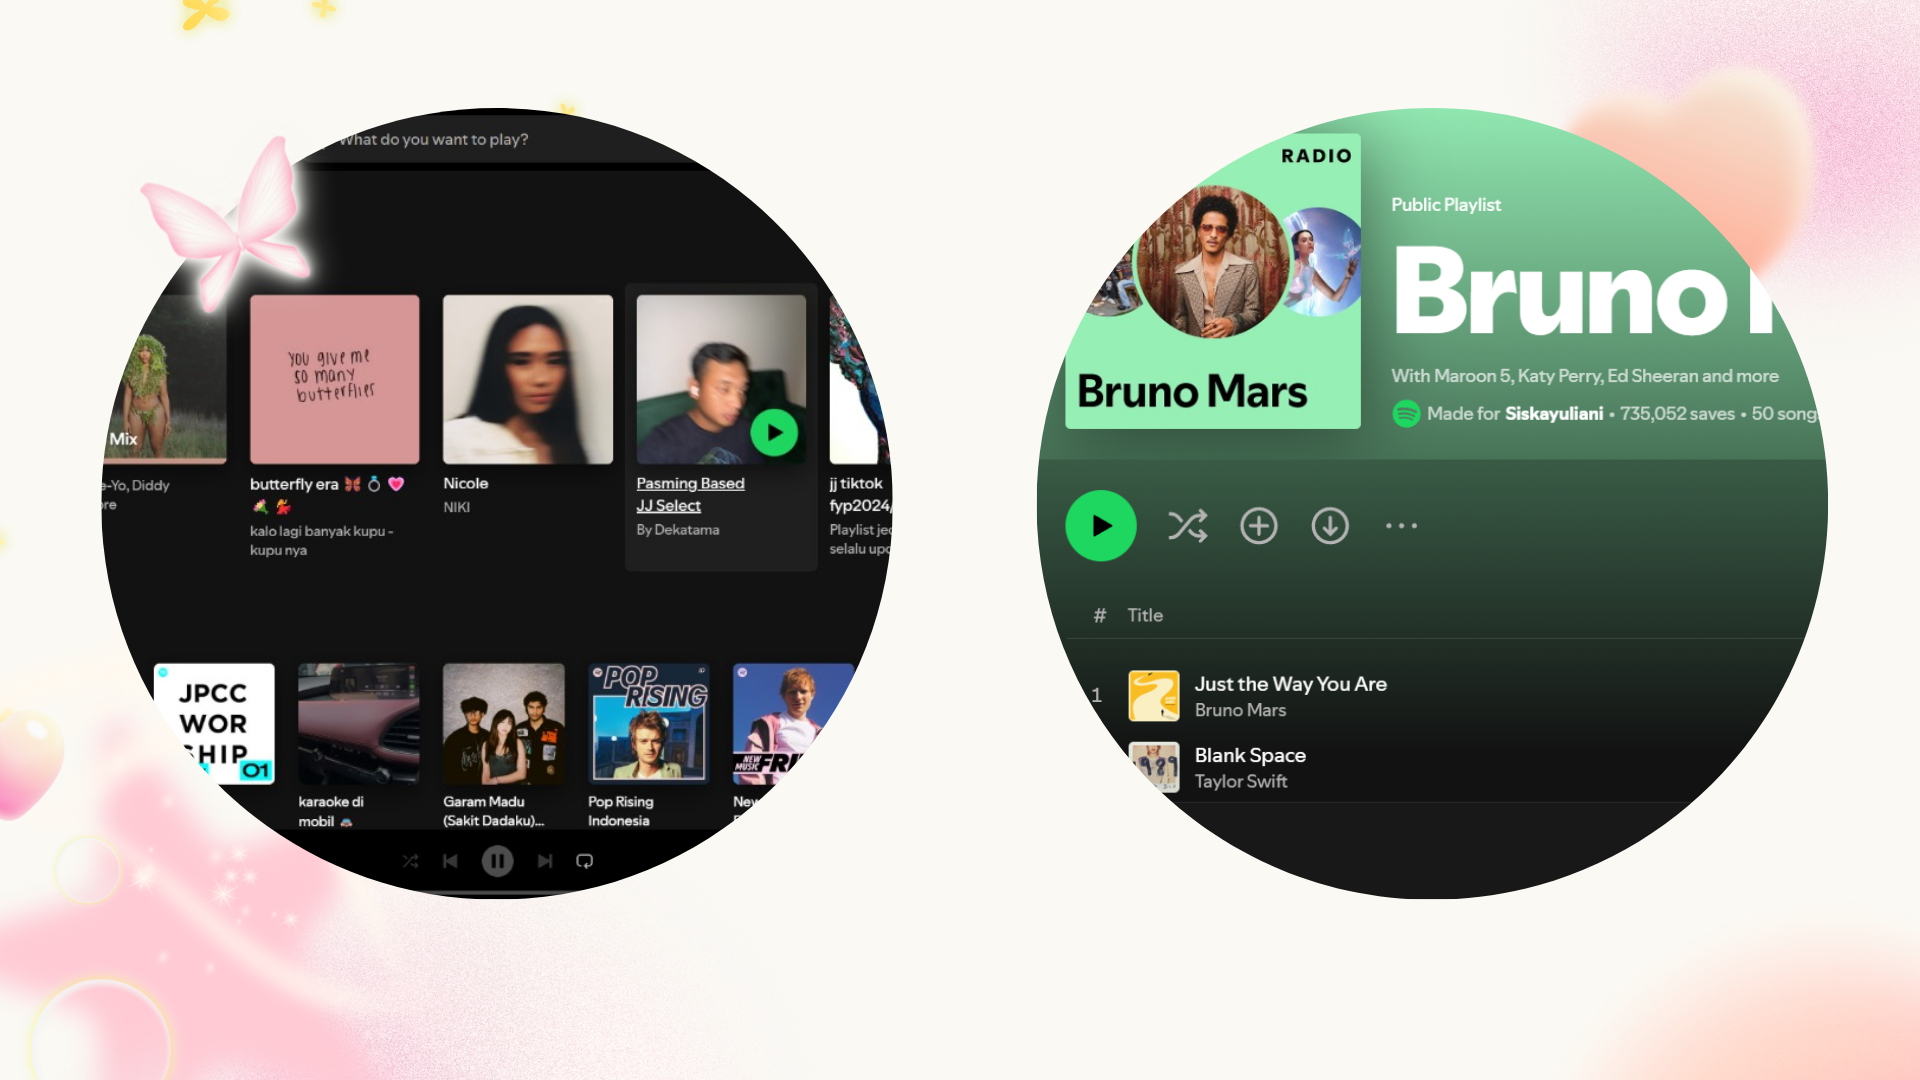 What do you want to play?
Mix
e-Yo, Diddy
re
you give me
so many
butterflies
butterfly era 🦋 💍 💗
💐 💃
kalo lagi banyak kupu -
kupu nya
Nicole
NIKI
Pasming Based
JJ Select
By Dekatama
jj tiktok
fyp2024/
Playlist jed
selalu upd
JPCC
WOR
SHIP
01
karaoke di
mobil 🚘
Garam Madu
(Sakit Dadaku)...
POP
RISING
Pop Rising
Indonesia
NEW
MUSIC
FRI
New
RADIO
Bruno Mars
Public Playlist
Bruno
With Maroon 5, Katy Perry, Ed Sheeran and more
Made for Siskayuliani • 735,052 saves • 50 song
# Title
1
Just the Way You Are
Bruno Mars
1989
Blank Space
Taylor Swift